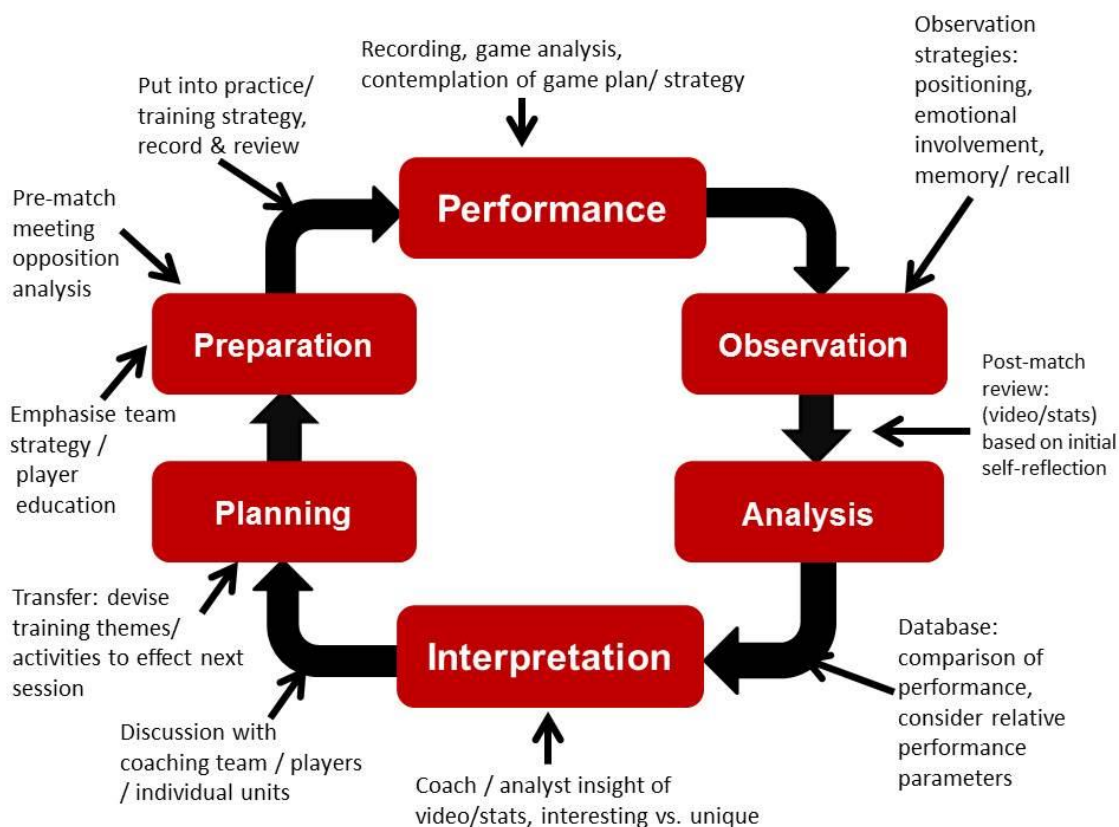 Recording, game analysis,
contemplation of game plan/ strategy
Observation
strategies:
positioning,
emotional
involvement,
memory/ recall
Put into practice/
training strategy,
record & review
Performance
Pre-match
meeting
opposition
analysis
Preparation
Observation
Post-match
review:
(video/stats)
based on initial
self-reflection
Emphasise team
strategy /
player
education
Planning
Analysis
Transfer: devise
training themes/
activities to effect next
session
Interpretation
Database:
comparison of
performance,
consider relative
performance
parameters
Discussion with
coaching team / players
/ individual units
Coach / analyst insight of
video/stats, interesting vs. unique